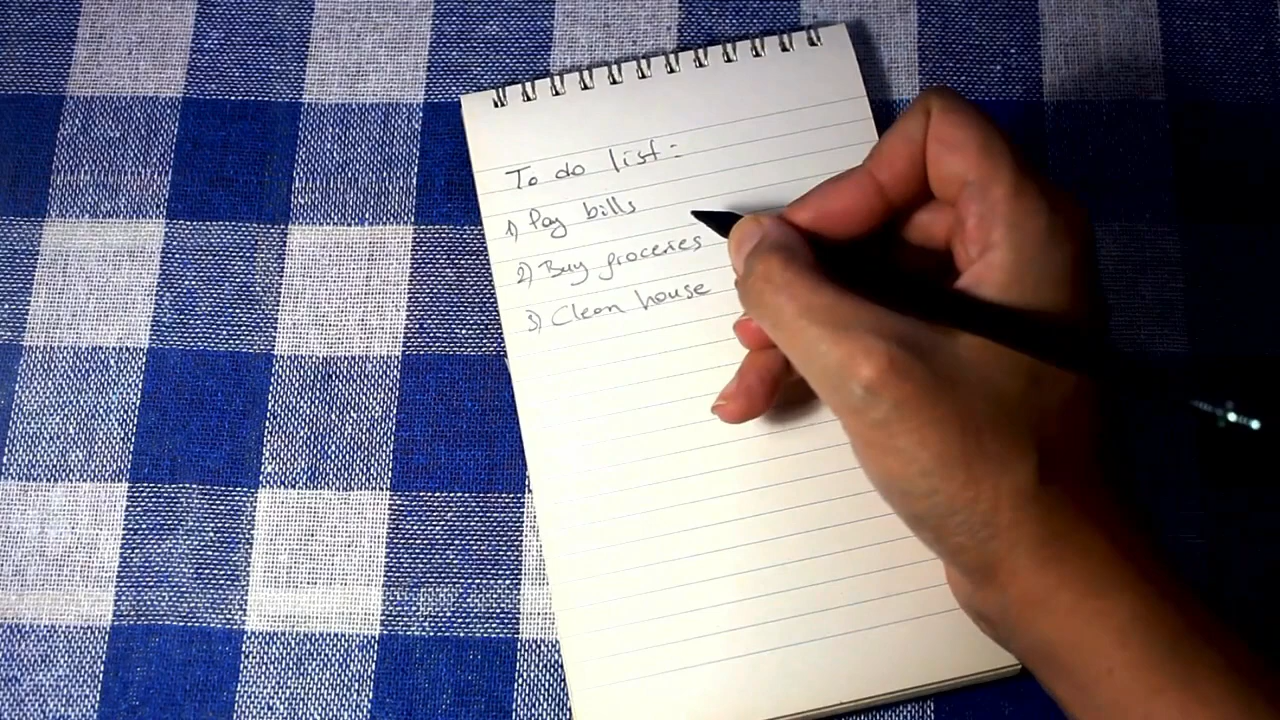 To do list:
1) Pay bills
2) Buy groceries
3) Clean house